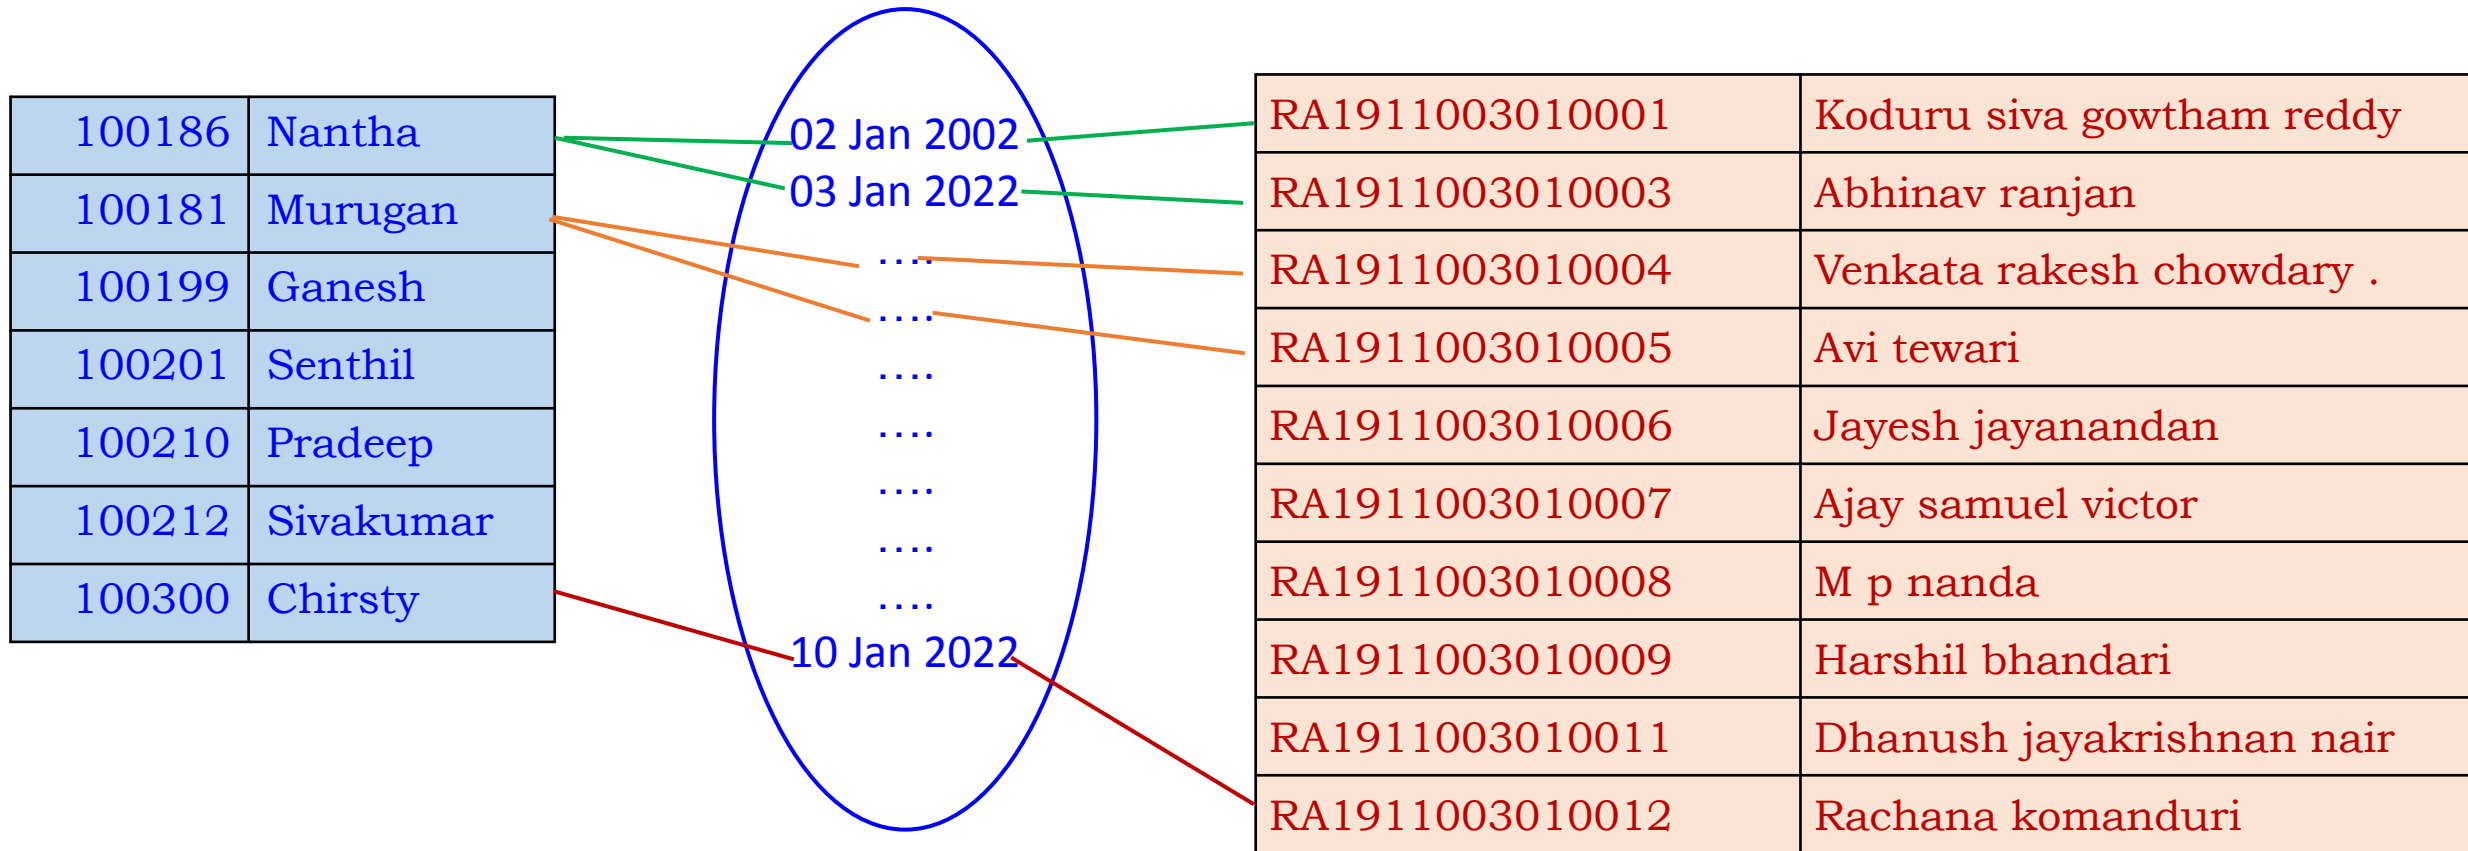 100186 Nantha
100181 Murugan
100199 Ganesh
100201 Senthil
100210 Pradeep
100212 Sivakumar
100300 Chirsty
02 Jan 2002
03 Jan 2022
....
....
....
....
....
....
....
10 Jan 2022
RA1911003010001 Koduru siva gowtham reddy
RA1911003010003 Abhinav ranjan
RA1911003010004 Venkata rakesh chowdary .
RA1911003010005 Avi tewari
RA1911003010006 Jayesh jayanandan
RA1911003010007 Ajay samuel victor
RA1911003010008 M p nanda
RA1911003010009 Harshil bhandari
RA1911003010011 Dhanush jayakrishnan nair
RA1911003010012 Rachana komanduri